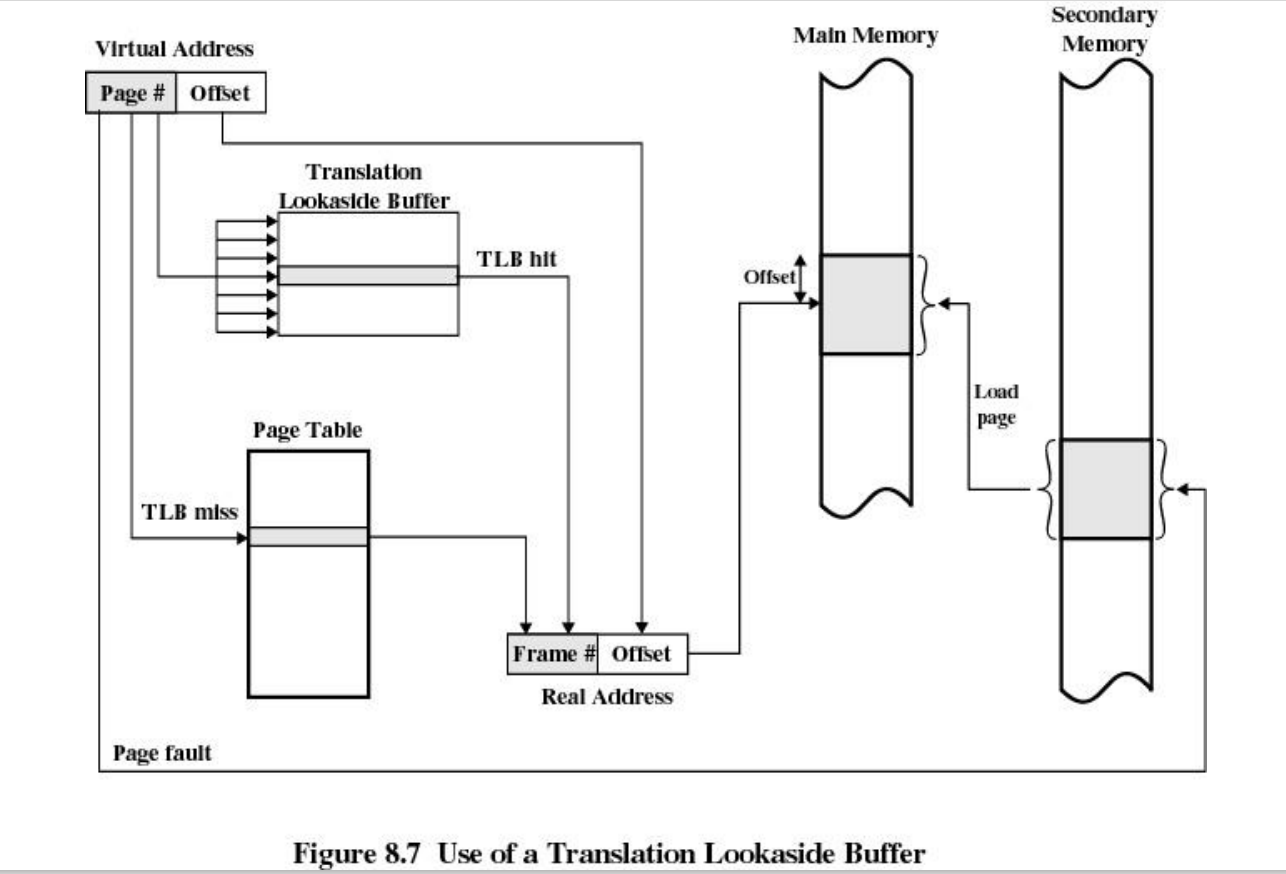 Virtual Address
Page # Offset
Main Memory
Secondary
Memory
Translation
Lookaside Buffer
TLB hit
Offset
Load
page
Page Table
TLB miss
Frame # Offset
Real Address
Page fault
Figure 8.7 Use of a Translation Lookaside Buffer